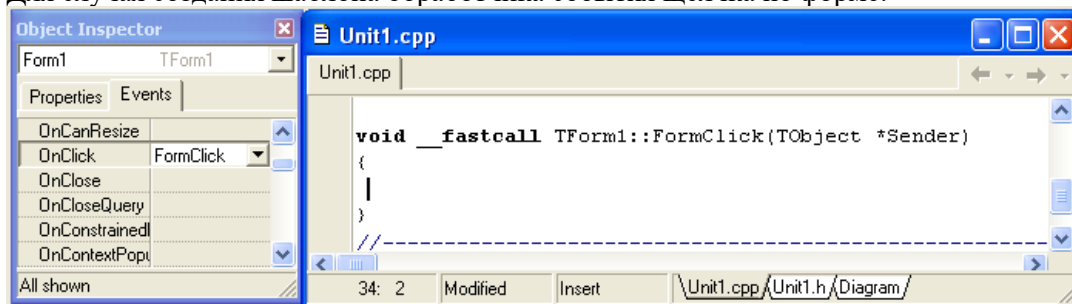 Object Inspector
Form1 TForm1
Properties Events
OnCanResize
OnClick FormClick
OnClose
OnCloseQuery
OnConstrainedI
OnContextPopu
All shown
Unit1.cpp
Unit1.cpp
void __fastcall TForm1::FormClick(TObject *Sender)
{
}
//------------------------------------------------------
34: 2 Modified Insert \Unit1.cpp/Unit1.h/Diagram/